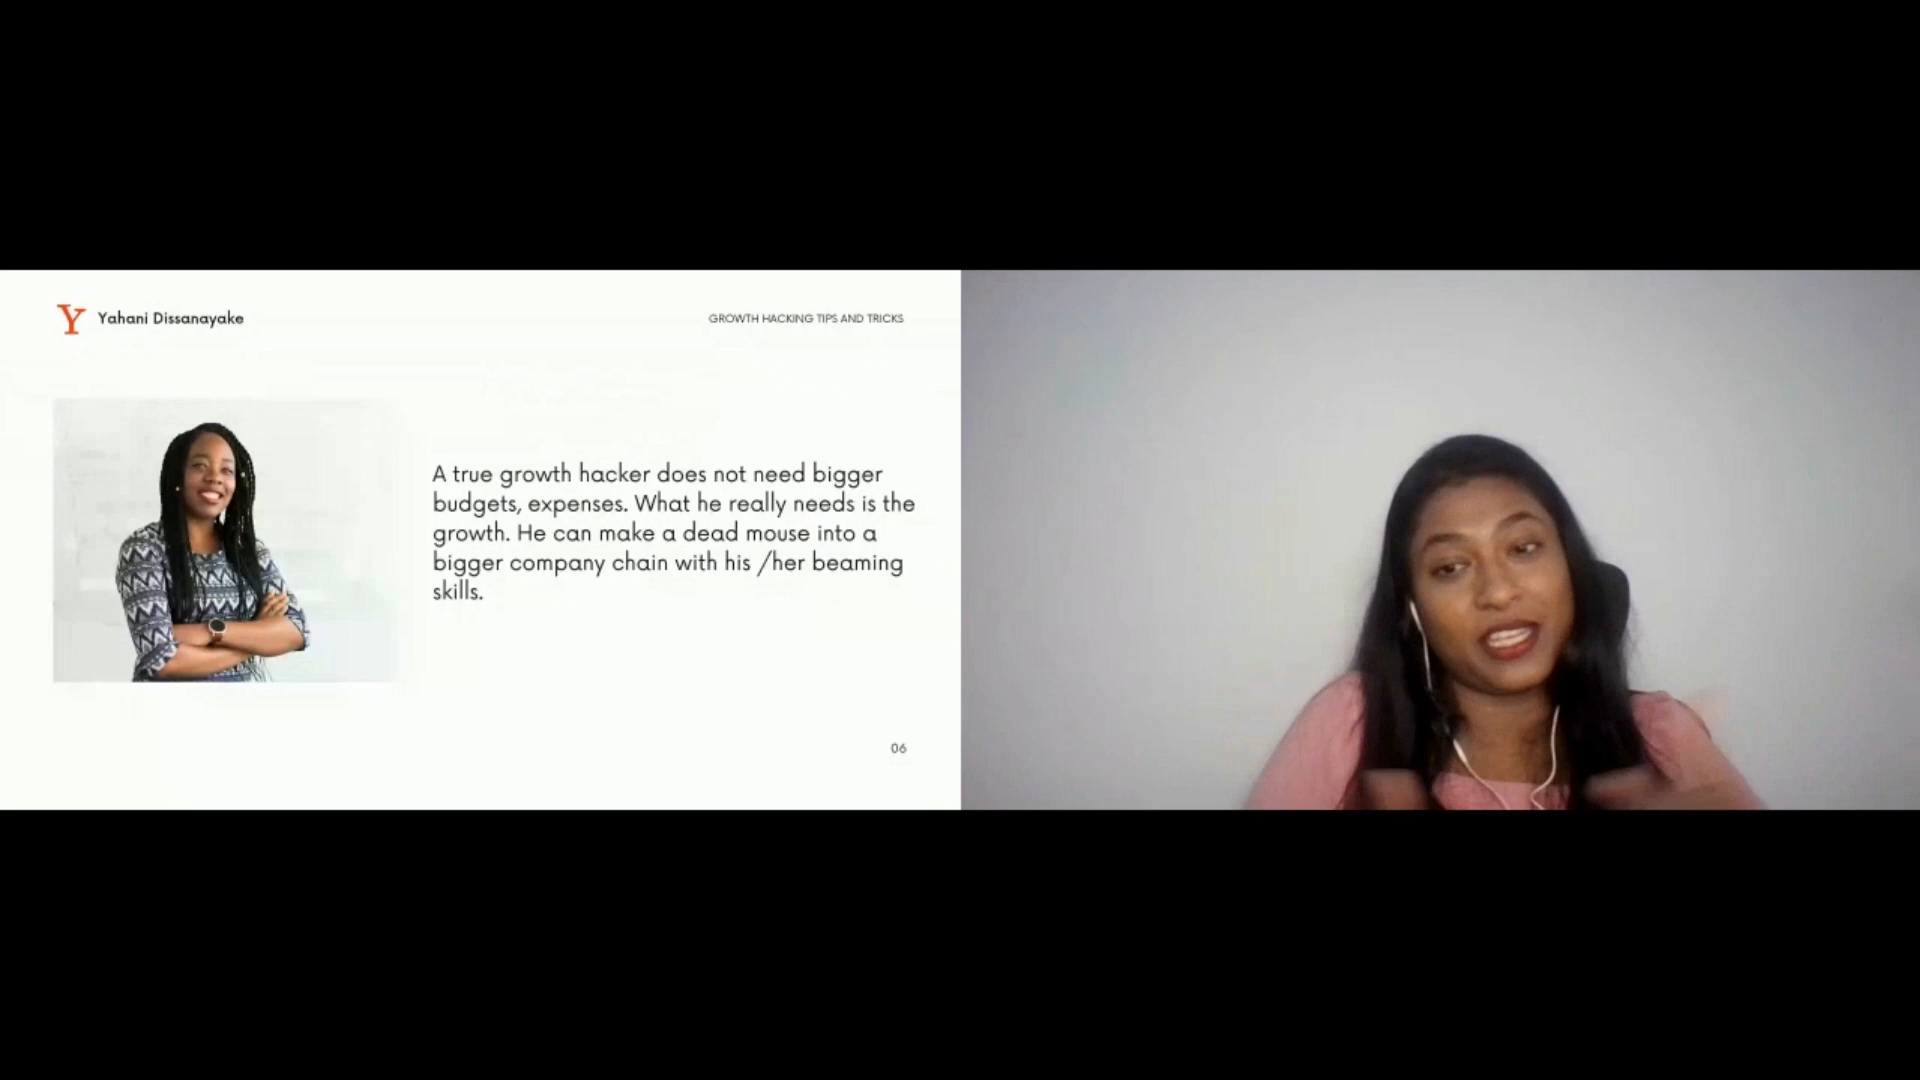 Y Yahani Dissanayake
GROWTH HACKING TIPS AND TRICKS
A true growth hacker does not need bigger
budgets, expenses. What he really needs is the
growth. He can make a dead mouse into a
bigger company chain with his /her beaming
skills.
06